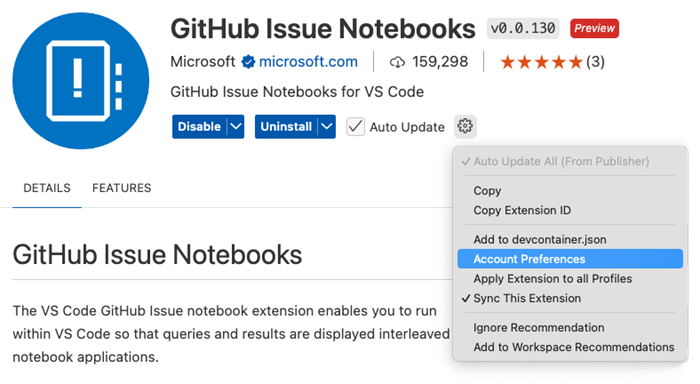 GitHub Issue Notebooks v0.0.130 Preview
Microsoft microsoft.com 159,298 (3)
GitHub Issue Notebooks for VS Code
Disable Uninstall Auto Update
Auto Update All (From Publisher)
Copy
Copy Extension ID
Add to devcontainer.json
Account Preferences
Apply Extension to all Profiles
Sync This Extension
Ignore Recommendation
Add to Workspace Recommendations
DETAILS FEATURES
GitHub Issue Notebooks
The VS Code GitHub Issue notebook extension enables you to run
within VS Code so that queries and results are displayed interleaved
notebook applications.